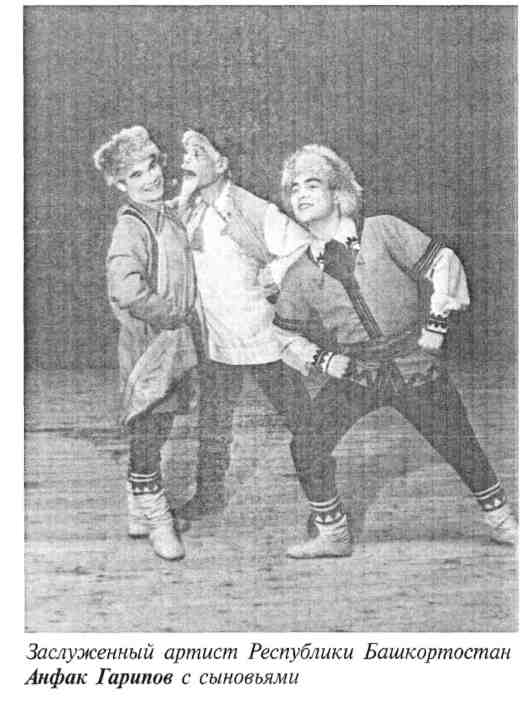 Заслуженный артист Республики Башкортостан
Анфак Гарипов с сыновьями